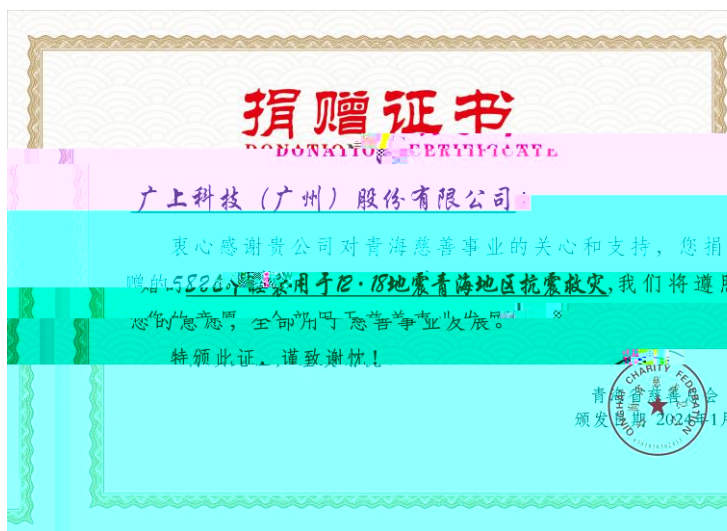 捐赠证书
DONATION CERTIFICATE
广上科技（广州）股份有限公司：
衷心感谢贵公司对青海慈善事业的关心和支持，您捐
赠的 用于12·18地震青海地区抗震救灾,我们将遵照
您的意愿，全部用于慈善事业发展。
特颁此证，谨致谢忱！
青海省慈善 会
颁发日期 2024年1月
QINGHAI CHARITY FEDERATION